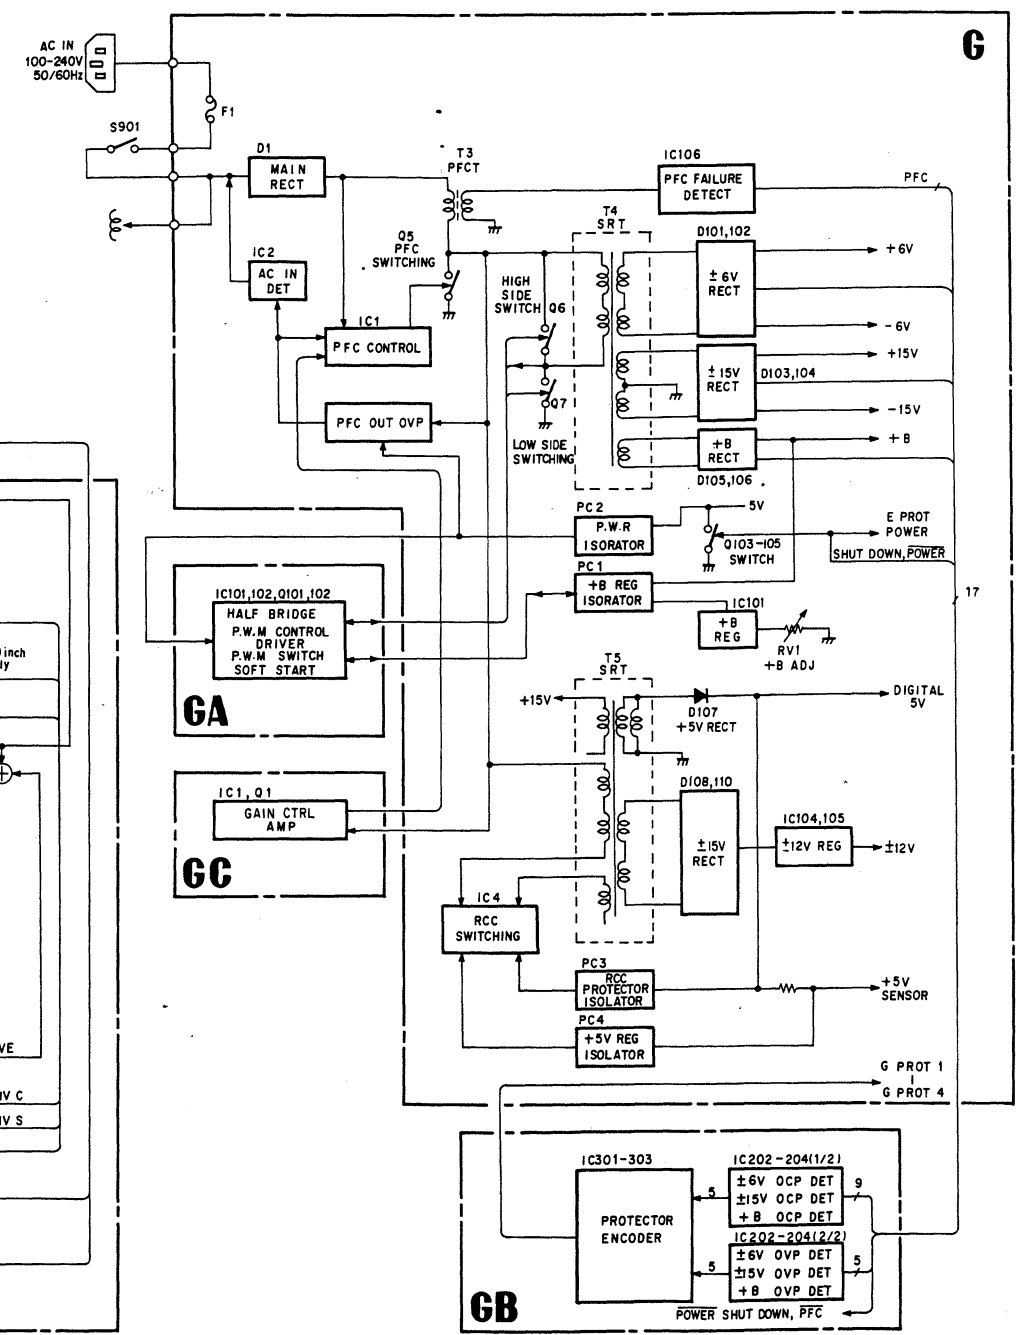 G
AC IN
100-240V
50/60Hz
F1
S901
D1
MAIN
RECT
T3
PFCT
IC106
PFC FAILURE
DETECT
PFC
T4
SRT
D101,102
+6V
± 6V
RECT
-6V
Q5
PFC
SWITCHING
IC2
AC IN
DET
HIGH
SIDE
SWITCH Q6
IC1
PFC CONTROL
+15V
± 15V
RECT
D103,104
-15V
Q7
PFC OUT OVP
LOW SIDE
SWITCHING
+B
RECT
+B
D105,106
PC2
P.W.R
ISORATOR
5V
Q103-105
SWITCH
E PROT
POWER
SHUT DOWN, POWER
PC1
+B REG
ISORATOR
17
IC101
+B
REG
RV1
+B ADJ
IC101,102,Q101,102
HALF BRIDGE
P.W.M CONTROL
DRIVER
P.W.M SWITCH
SOFT START
GA
inch
ly
T5
SRT
+15V
D107
+5V RECT
DIGITAL
5V
IC1, Q1
GAIN CTRL
AMP
GC
D108,110
±15V
RECT
IC104,105
±12V REG
±12V
IC4
RCC
SWITCHING
PC3
RCC
PROTECTOR
ISOLATOR
+5V
SENSOR
PC4
+5V REG
ISOLATOR
VE
IV C
IV S
G PROT 1
G PROT 4
IC301-303
PROTECTOR
ENCODER
IC202-204(1/2)
±6V OCP DET
±15V OCP DET
+B OCP DET
5
9
IC202-204(2/2)
±6V OVP DET
±15V OVP DET
+B OVP DET
5
5
GB
POWER SHUT DOWN, PFC